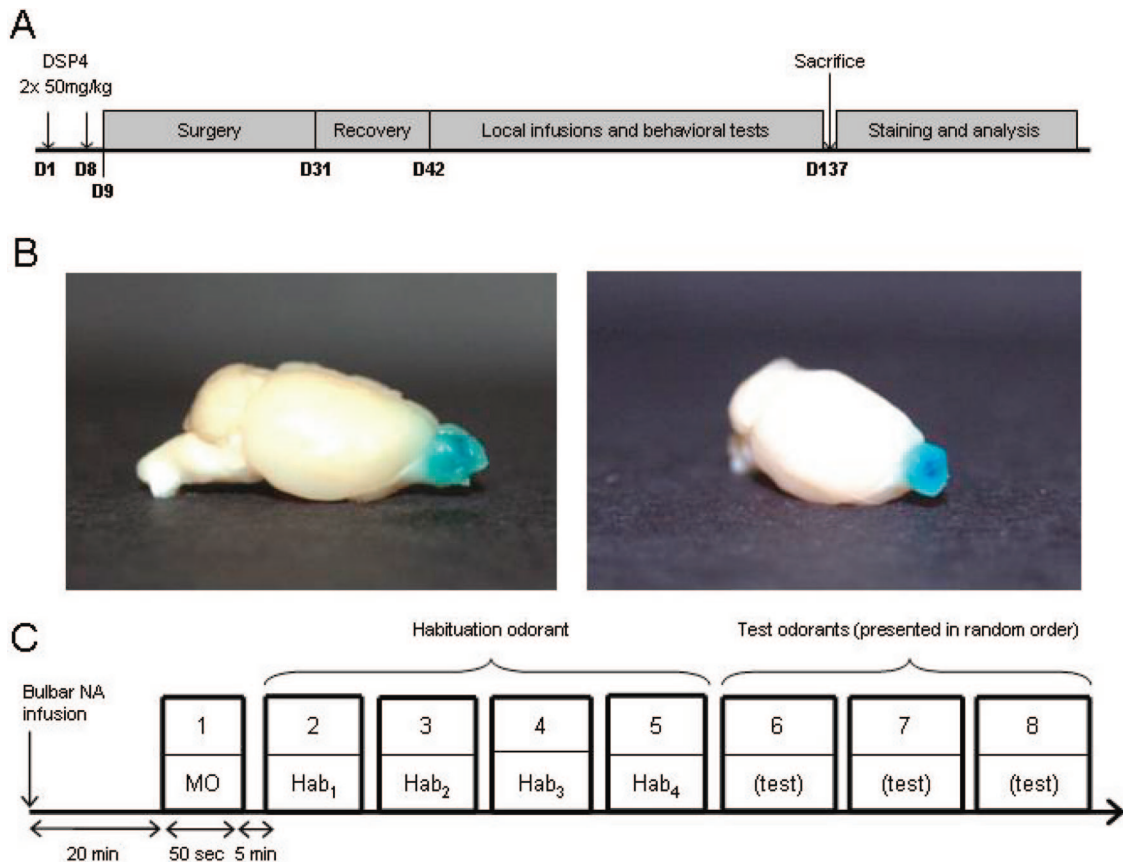 A
DSP4
2x 50mg/kg
Sacrifice
Surgery
Recovery
Local infusions and behavioral tests
Staining and analysis
D1
D8
D9
D31
D42
D137
B
C
Habituation odorant
Test odorants (presented in random order)
Bulbar NA
infusion
1
2
3
4
5
6
7
8
MO
Hab1
Hab2
Hab3
Hab4
(test)
(test)
(test)
20 min
50 sec
5 min